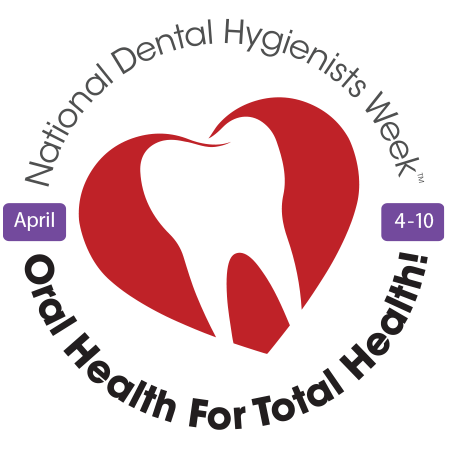 National Dental Hygienists Week™
April
4-10
Oral Health For Total Health!